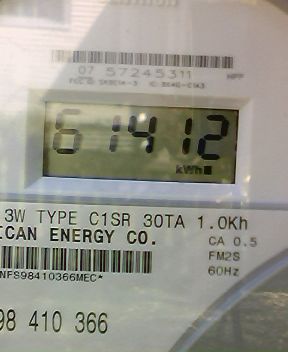 07 57245311
61412
kWh
3W TYPE C1SR 30TA 1.0Kh
ICAN ENERGY CO.
CA 0.5
FM2S
60Hz
NFS98410366MEC*
98 410 366